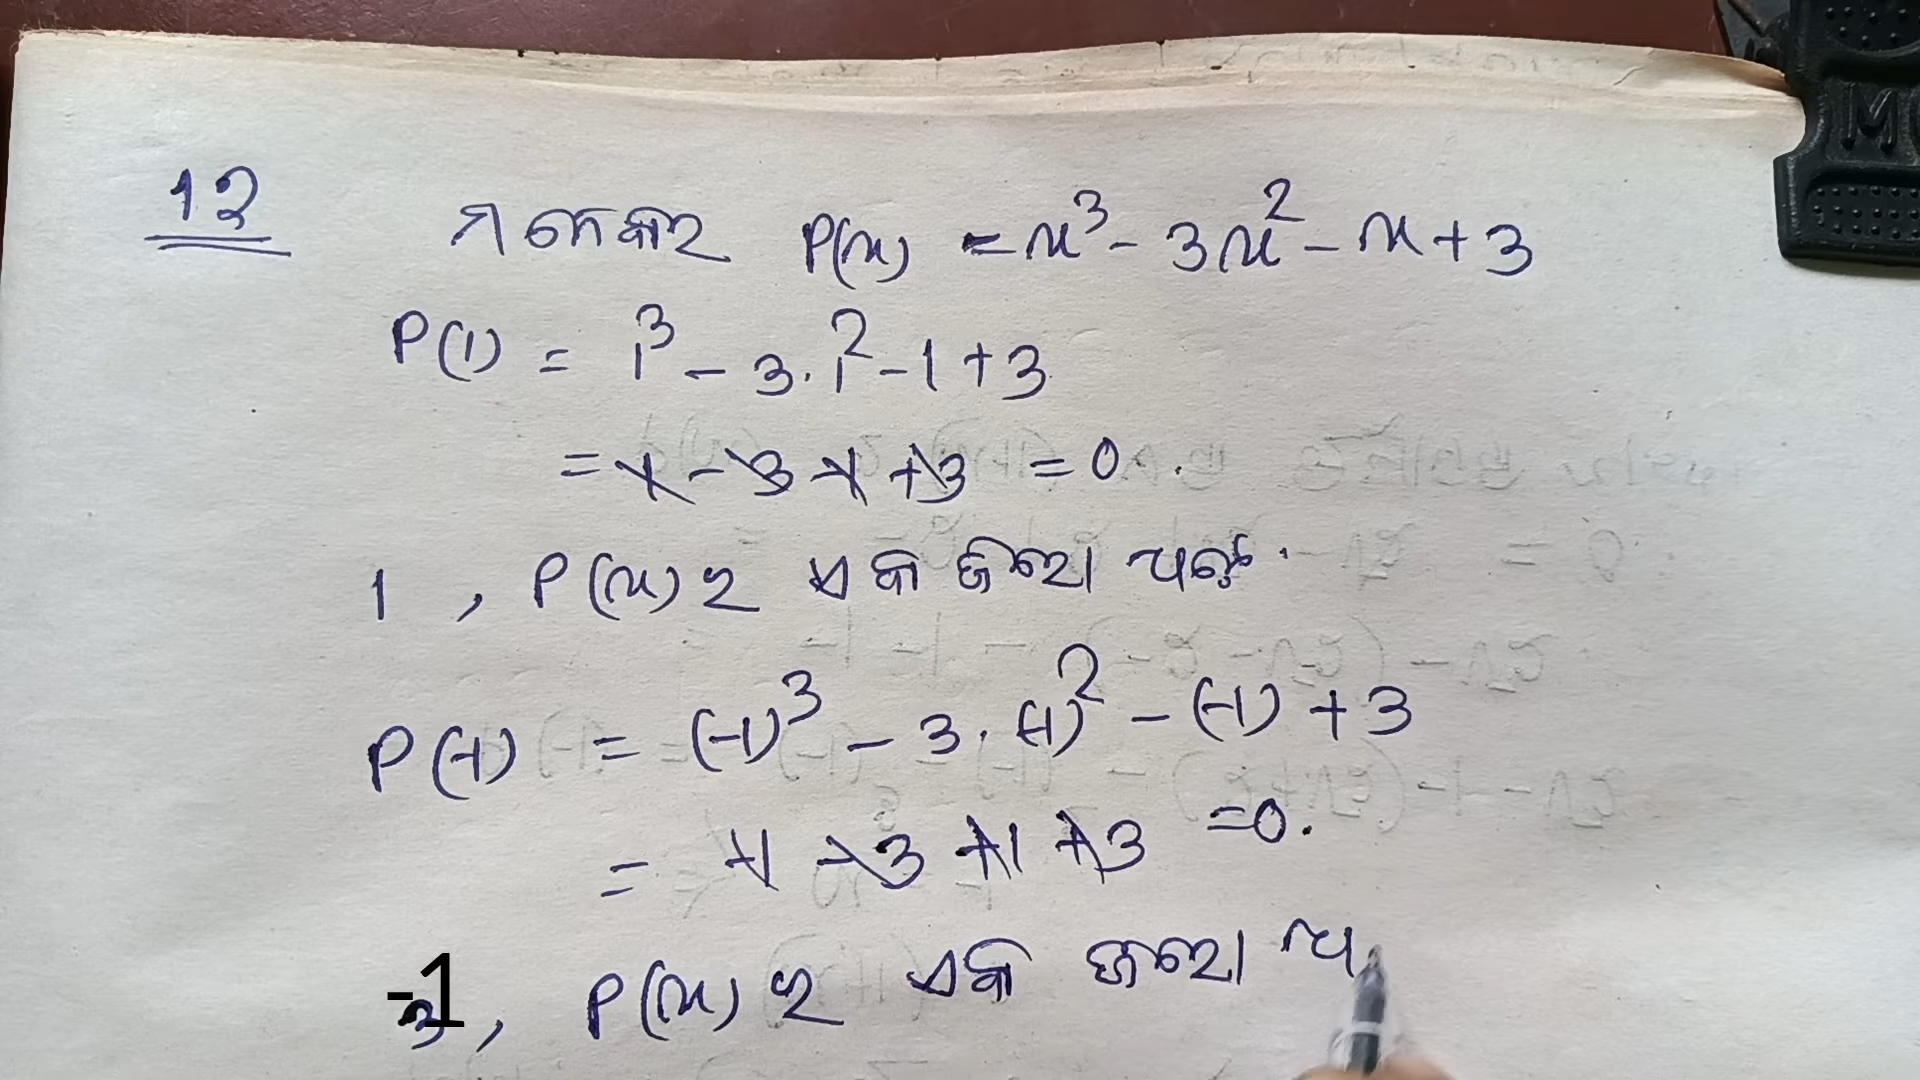 12 ମନେକର P(x) = x³ - 3x² - x + 3
P(1) = 1³ - 3.1² - 1 + 3
= 1 - 3 - 1 + 3 = 0.
1, P(x) ର ଏକ ଜିରୋ ଅଟେ.
P(-1) = (-1)³ - 3.(-1)² - (-1) + 3
= -1 - 3 + 1 + 3 = 0.
-1, P(x) ର ଏକ ଜିରୋ ଅ